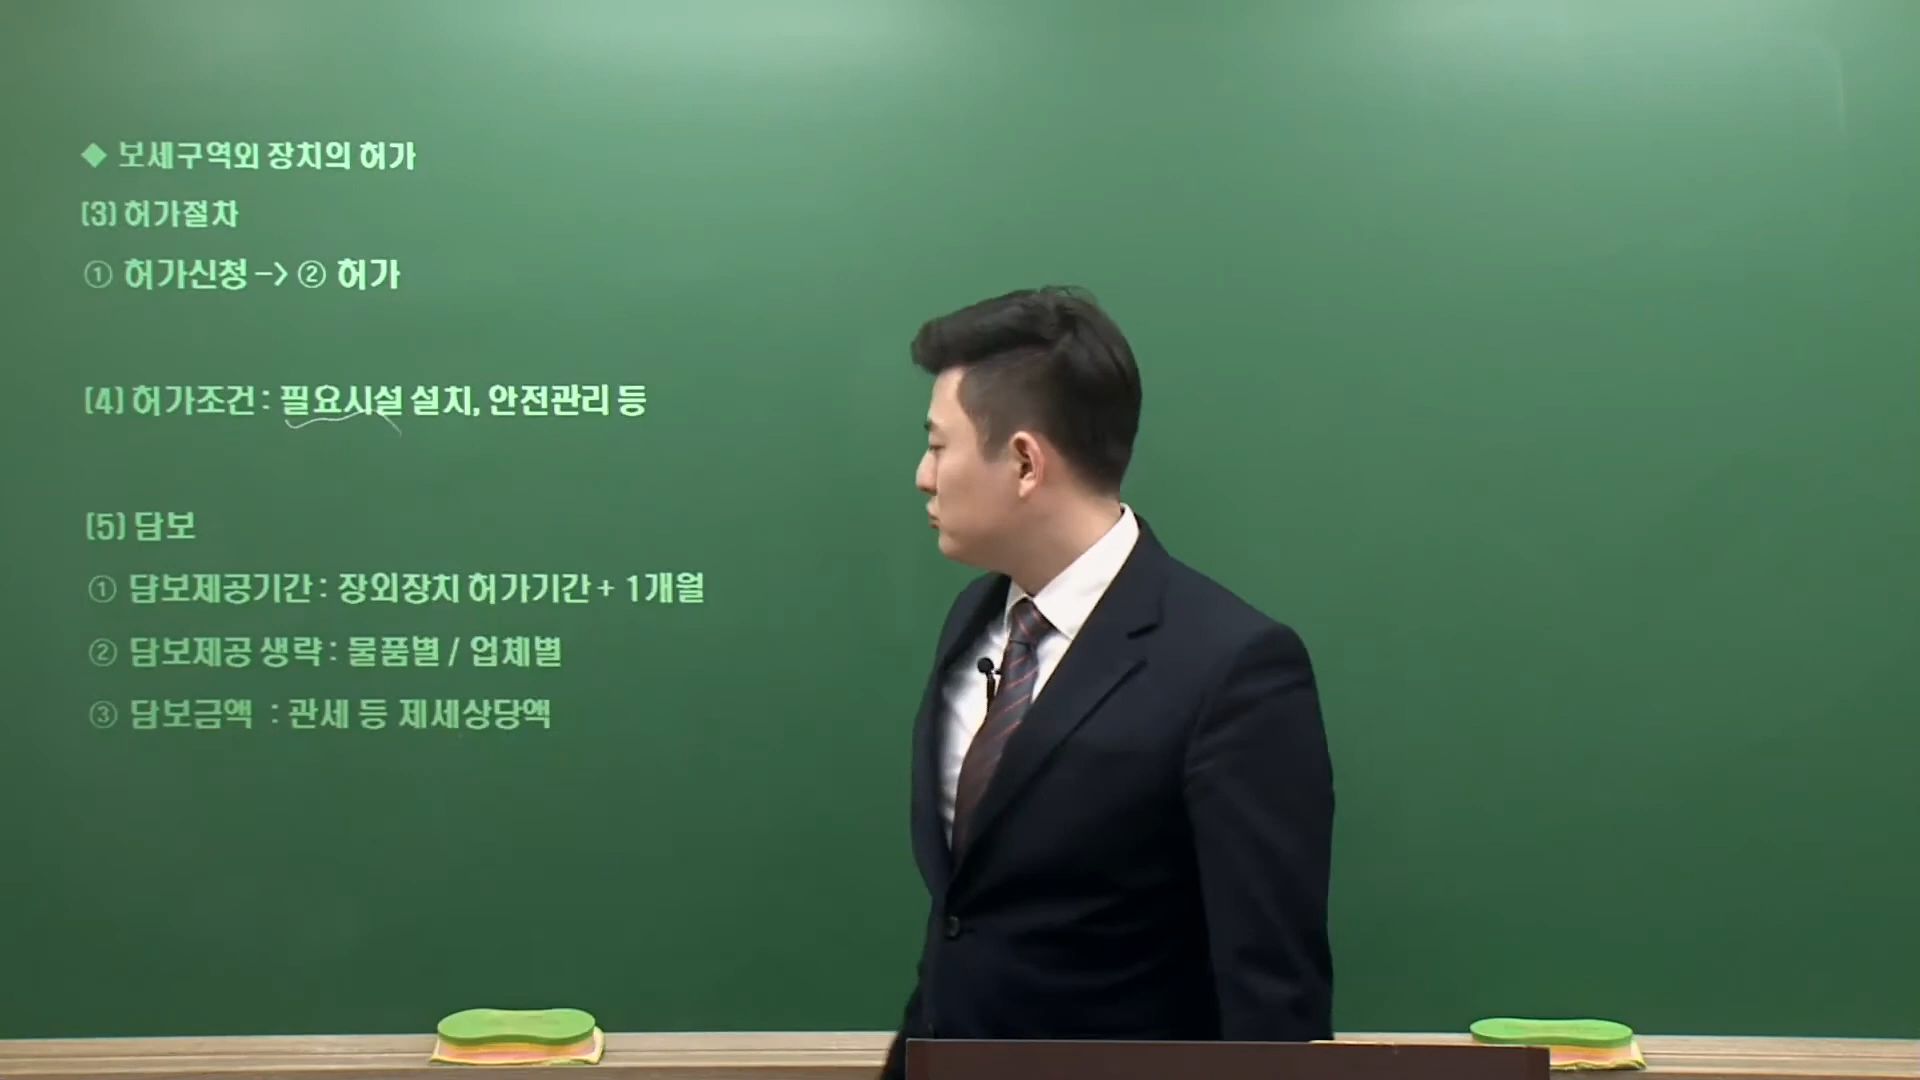 ◆ 보세구역외 장치의 허가
(3) 허가절차
① 허가신청 -> ② 허가
(4) 허가조건 : 필요시설 설치, 안전관리 등
(5) 담보
① 담보제공기간 : 장외장치 허가기간 + 1개월
② 담보제공 생략 : 물품별 / 업체별
③ 담보금액 : 관세 등 제세상당액